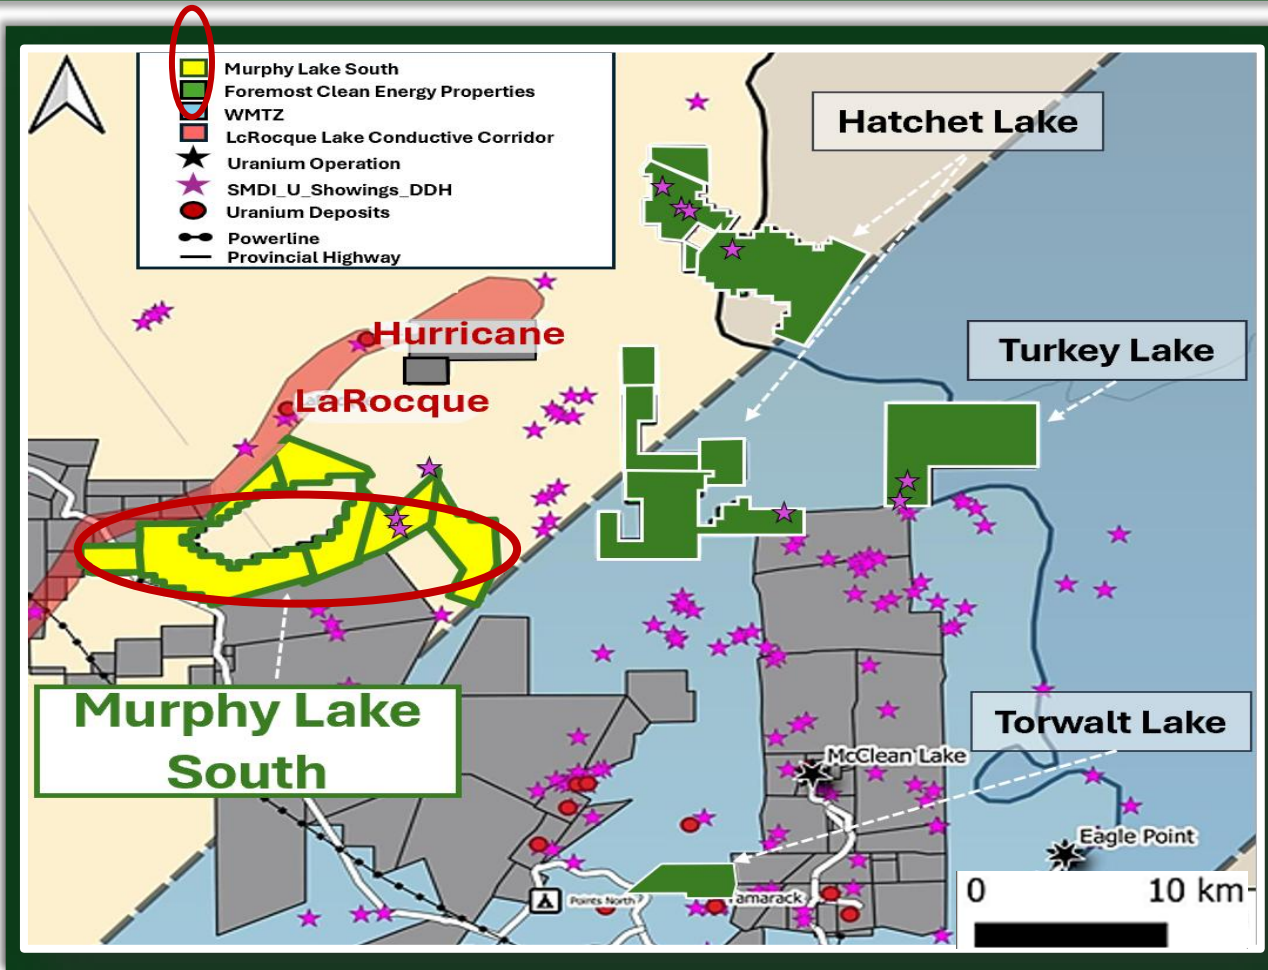 Murphy Lake South
Foremost Clean Energy Properties
WMTZ
LcRocque Lake Conductive Corridor
Uranium Operation
SMDI_U_Showings_DDH
Uranium Deposits
Powerline
Provincial Highway
Hatchet Lake
Hurricane
Turkey Lake
LaRocque
Murphy Lake
South
Torwalt Lake
McClean Lake
Eagle Point
Points North
amarack
0 10 km